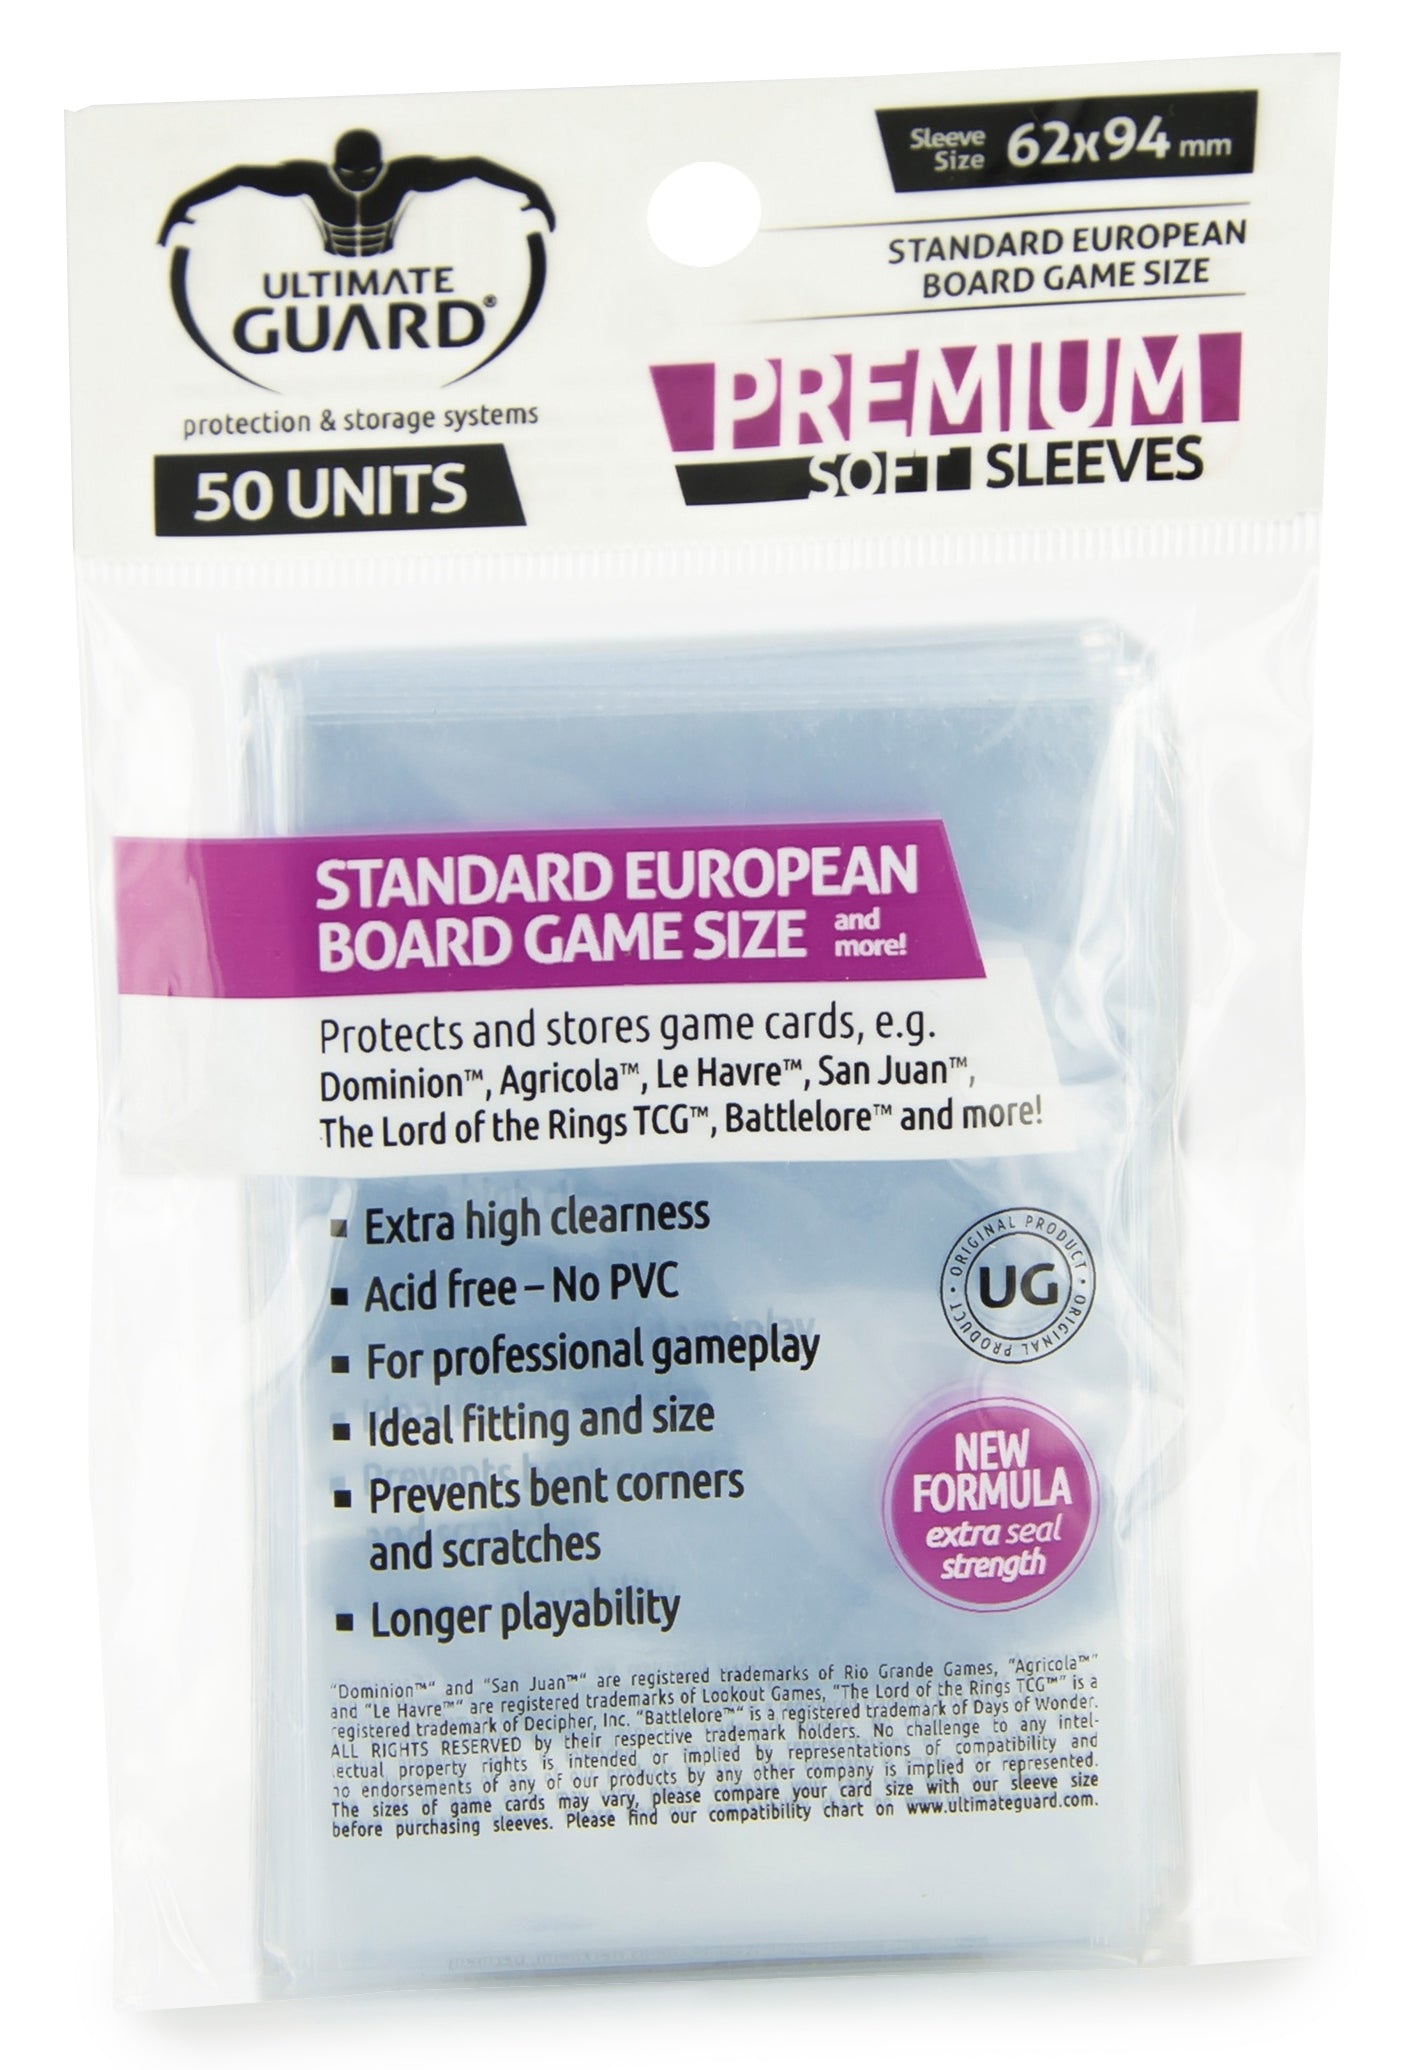 Sleeve Size 62x94 mm
STANDARD EUROPEAN
BOARD GAME SIZE
ULTIMATE
GUARD®
protection & storage systems
50 UNITS
PREMIUM
SOFT SLEEVES
STANDARD EUROPEAN
BOARD GAME SIZE and more!
Protects and stores game cards, e.g.
Dominion™, Agricola™, Le Havre™, San Juan™,
The Lord of the Rings TCG™, Battlelore™ and more!
▪ Extra high clearness
▪ Acid free – No PVC
▪ For professional gameplay
▪ Ideal fitting and size
▪ Prevents bent corners
and scratches
▪ Longer playability
ORIGINAL PRODUCT • ORIGINAL PRODUCT •
UG
NEW
FORMULA
extra seal
strength
"Dominion™" and "San Juan™" are registered trademarks of Rio Grande Games, "Agricola™"
and "Le Havre™" are registered trademarks of Lookout Games, "The Lord of the Rings TCG™" is a
registered trademark of Decipher, Inc. "Battlelore™" is a registered trademark of Days of Wonder.
ALL RIGHTS RESERVED by their respective trademark holders. No challenge to any intel-
lectual property rights is intended or implied by representations of compatibility and
no endorsements of any of our products by any other company is implied or represented.
The sizes of game cards may vary, please compare your card size with our sleeve size
before purchasing sleeves. Please find our compatibility chart on www.ultimateguard.com.